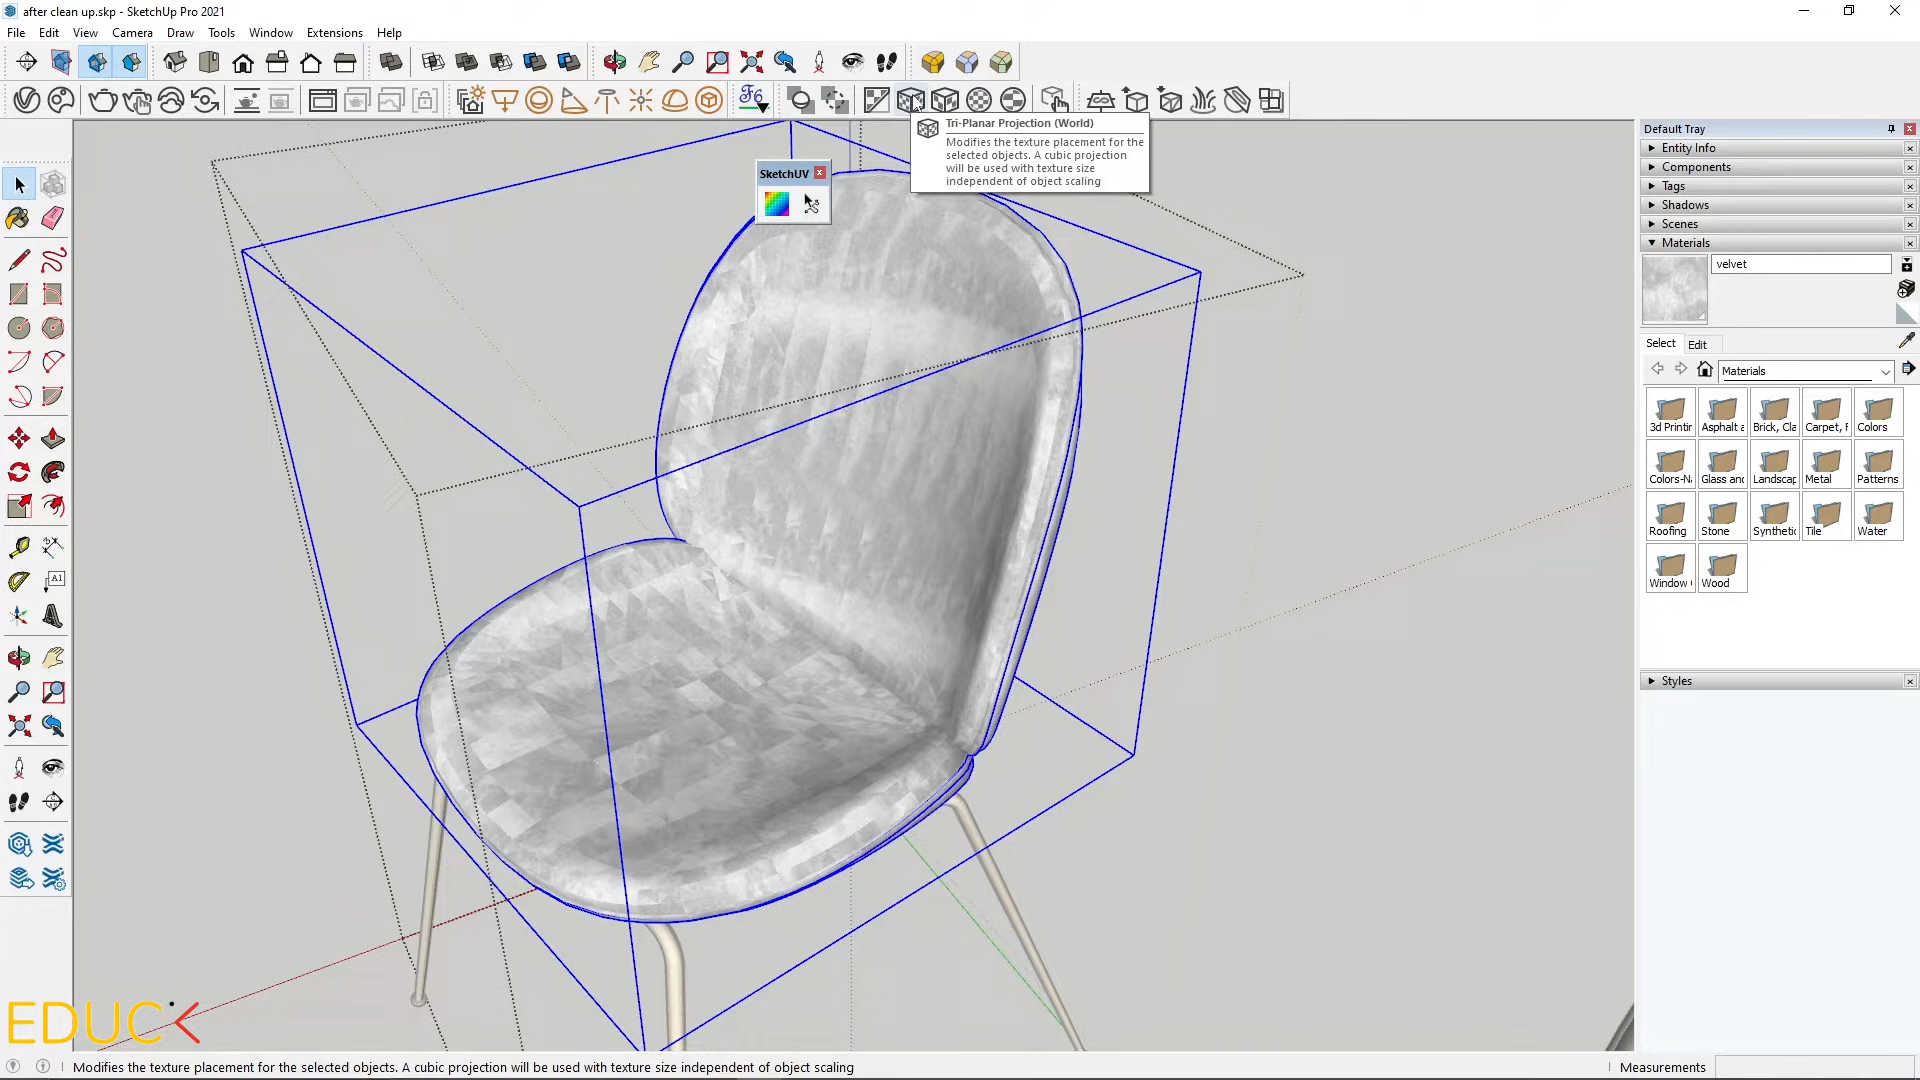 after clean up.skp - SketchUp Pro 2021
File Edit View Camera Draw Tools Window Extensions Help
F6
Tri-Planar Projection (World)
Modifies the texture placement for the
selected objects. A cubic projection
will be used with texture size
independent of object scaling
SketchUV
A1
Default Tray
Entity Info
Components
Tags
Shadows
Scenes
Materials
velvet
Select Edit
Materials
3d Printir Asphalt a Brick, Cla Carpet, F Colors
Colors-Na Glass and Landscap Metal Patterns
Roofing Stone Synthetic Tile Water
Window ( Wood
Styles
EDUC
Modifies the texture placement for the selected objects. A cubic projection will be used with texture size independent of object scaling
Measurements